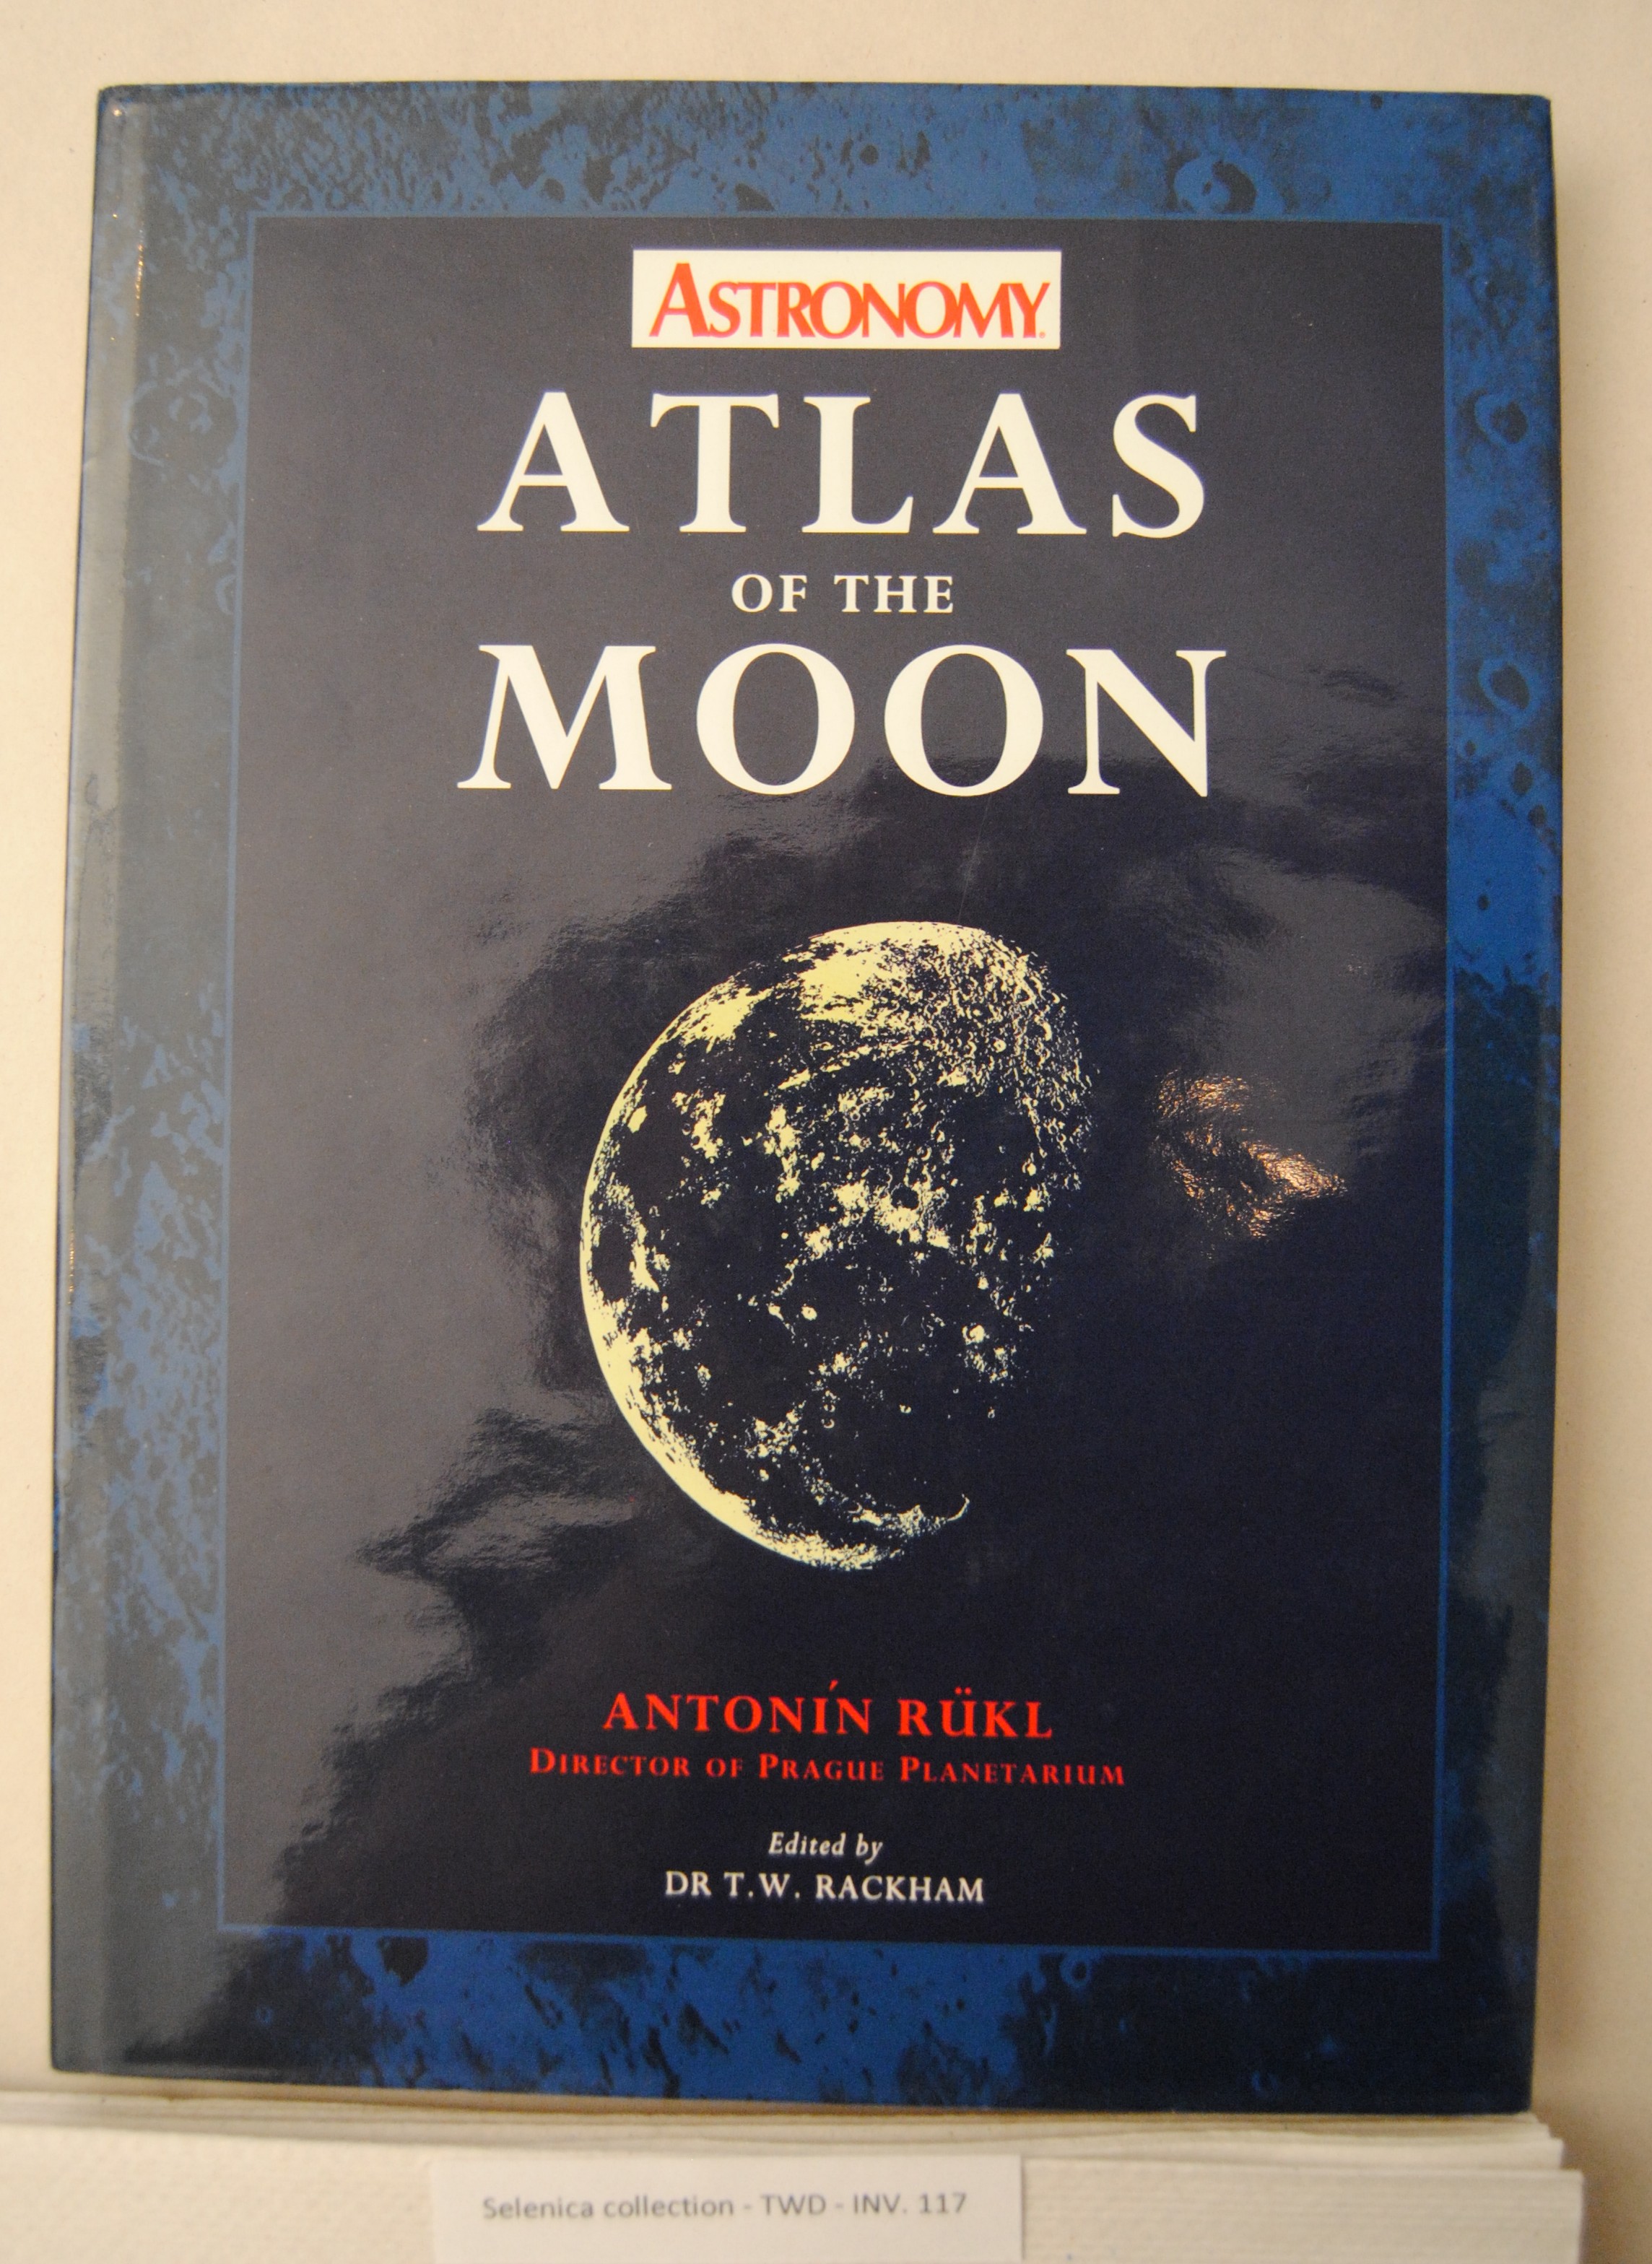 ASTRONOMY
ATLAS
OF THE
MOON
ANTONÍN RÜKL
DIRECTOR OF PRAGUE PLANETARIUM
Edited by
DR T.W. RACKHAM
Selenica collection - TWD - INV. 117